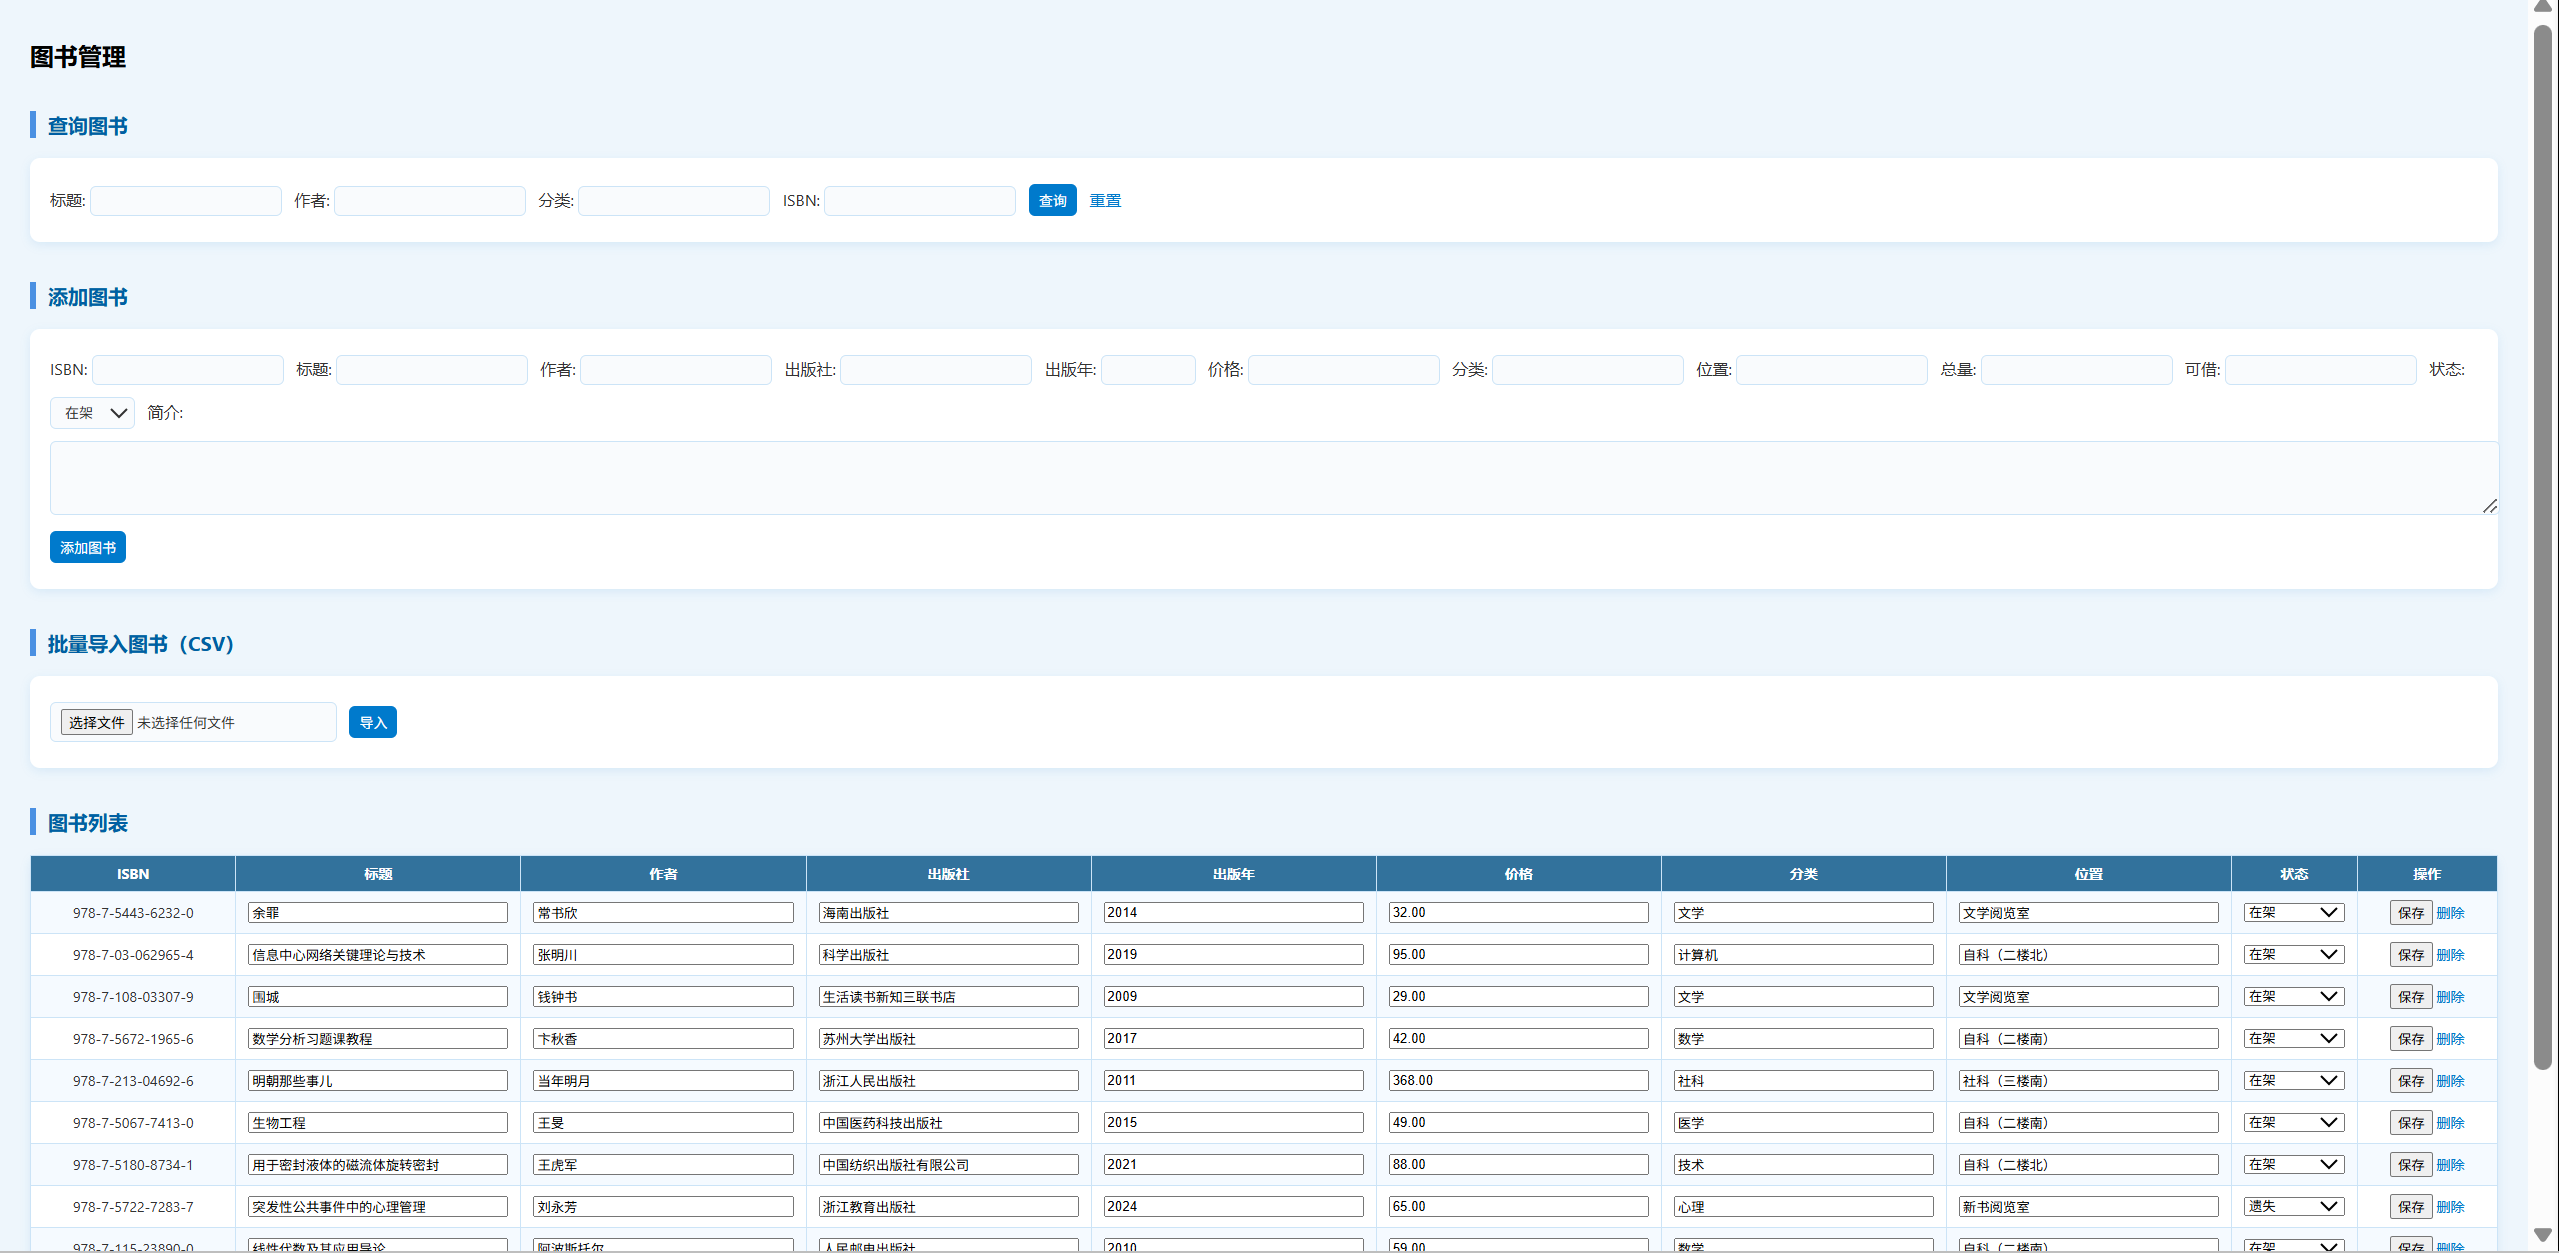 图书管理
查询图书
标题: 作者: 分类: ISBN: 查询 重置
添加图书
ISBN: 标题: 作者: 出版社: 出版年: 价格: 分类: 位置: 总量: 可借: 状态:
在架 简介:
添加图书
批量导入图书（CSV）
选择文件 未选择任何文件 导入
图书列表
ISBN 标题 作者 出版社 出版年 价格 分类 位置 状态 操作
978-7-5443-6232-0 余罪 常书欣 海南出版社 2014 32.00 文学 文学阅览室 在架 保存 删除
978-7-03-062965-4 信息中心网络关键理论与技术 张明川 科学出版社 2019 95.00 计算机 自科（二楼北） 在架 保存 删除
978-7-108-03307-9 围城 钱钟书 生活读书新知三联书店 2009 29.00 文学 文学阅览室 在架 保存 删除
978-7-5672-1965-6 数学分析习题课教程 卞秋香 苏州大学出版社 2017 42.00 数学 自科（二楼南） 在架 保存 删除
978-7-213-04692-6 明朝那些事儿 当年明月 浙江人民出版社 2011 368.00 社科 社科（三楼南） 在架 保存 删除
978-7-5067-7413-0 生物工程 王旻 中国医药科技出版社 2015 49.00 医学 自科（二楼南） 在架 保存 删除
978-7-5180-8734-1 用于密封液体的磁流体旋转密封 王虎军 中国纺织出版社有限公司 2021 88.00 技术 自科（二楼北） 在架 保存 删除
978-7-5722-7283-7 突发性公共事件中的心理管理 刘永芳 浙江教育出版社 2024 65.00 心理 新书阅览室 遗失 保存 删除
978-7-115-23890-0 线性代数及其应用导论 阿波斯托尔 人民邮电出版社 2010 59.00 数学 自科（二楼南） 在架 保存 删除